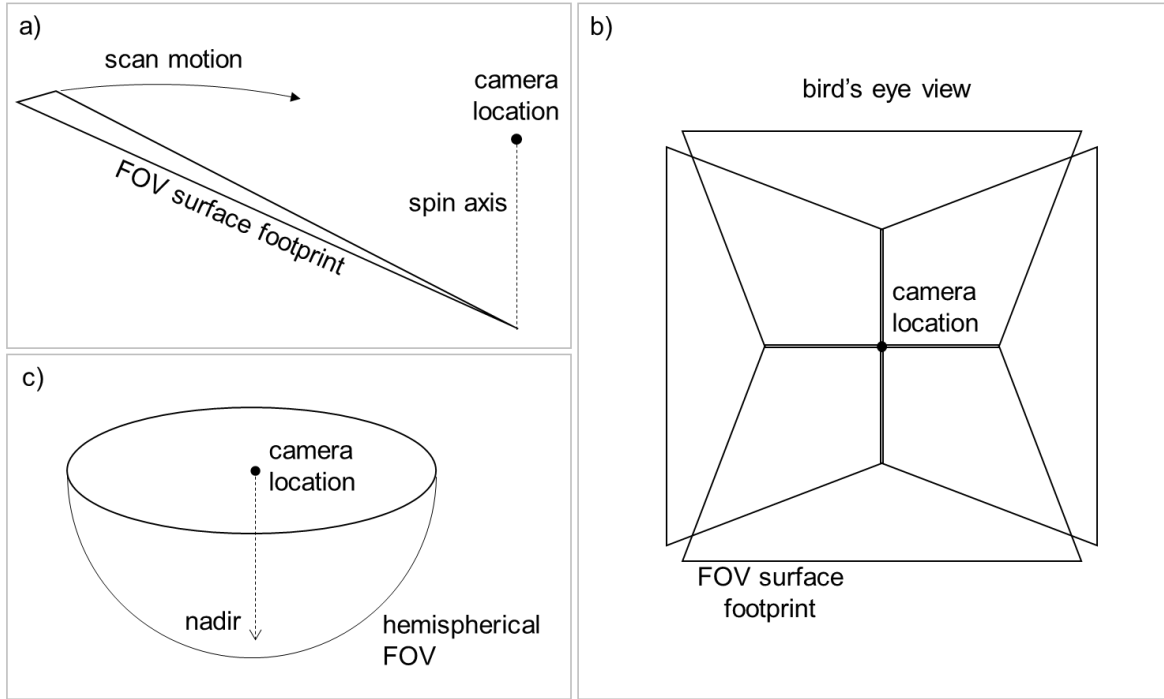 a)
scan motion
camera
location
FOV surface footprint
spin axis
b)
bird's eye view
camera
location
FOV surface
footprint
c)
camera
location
nadir
hemispherical
FOV